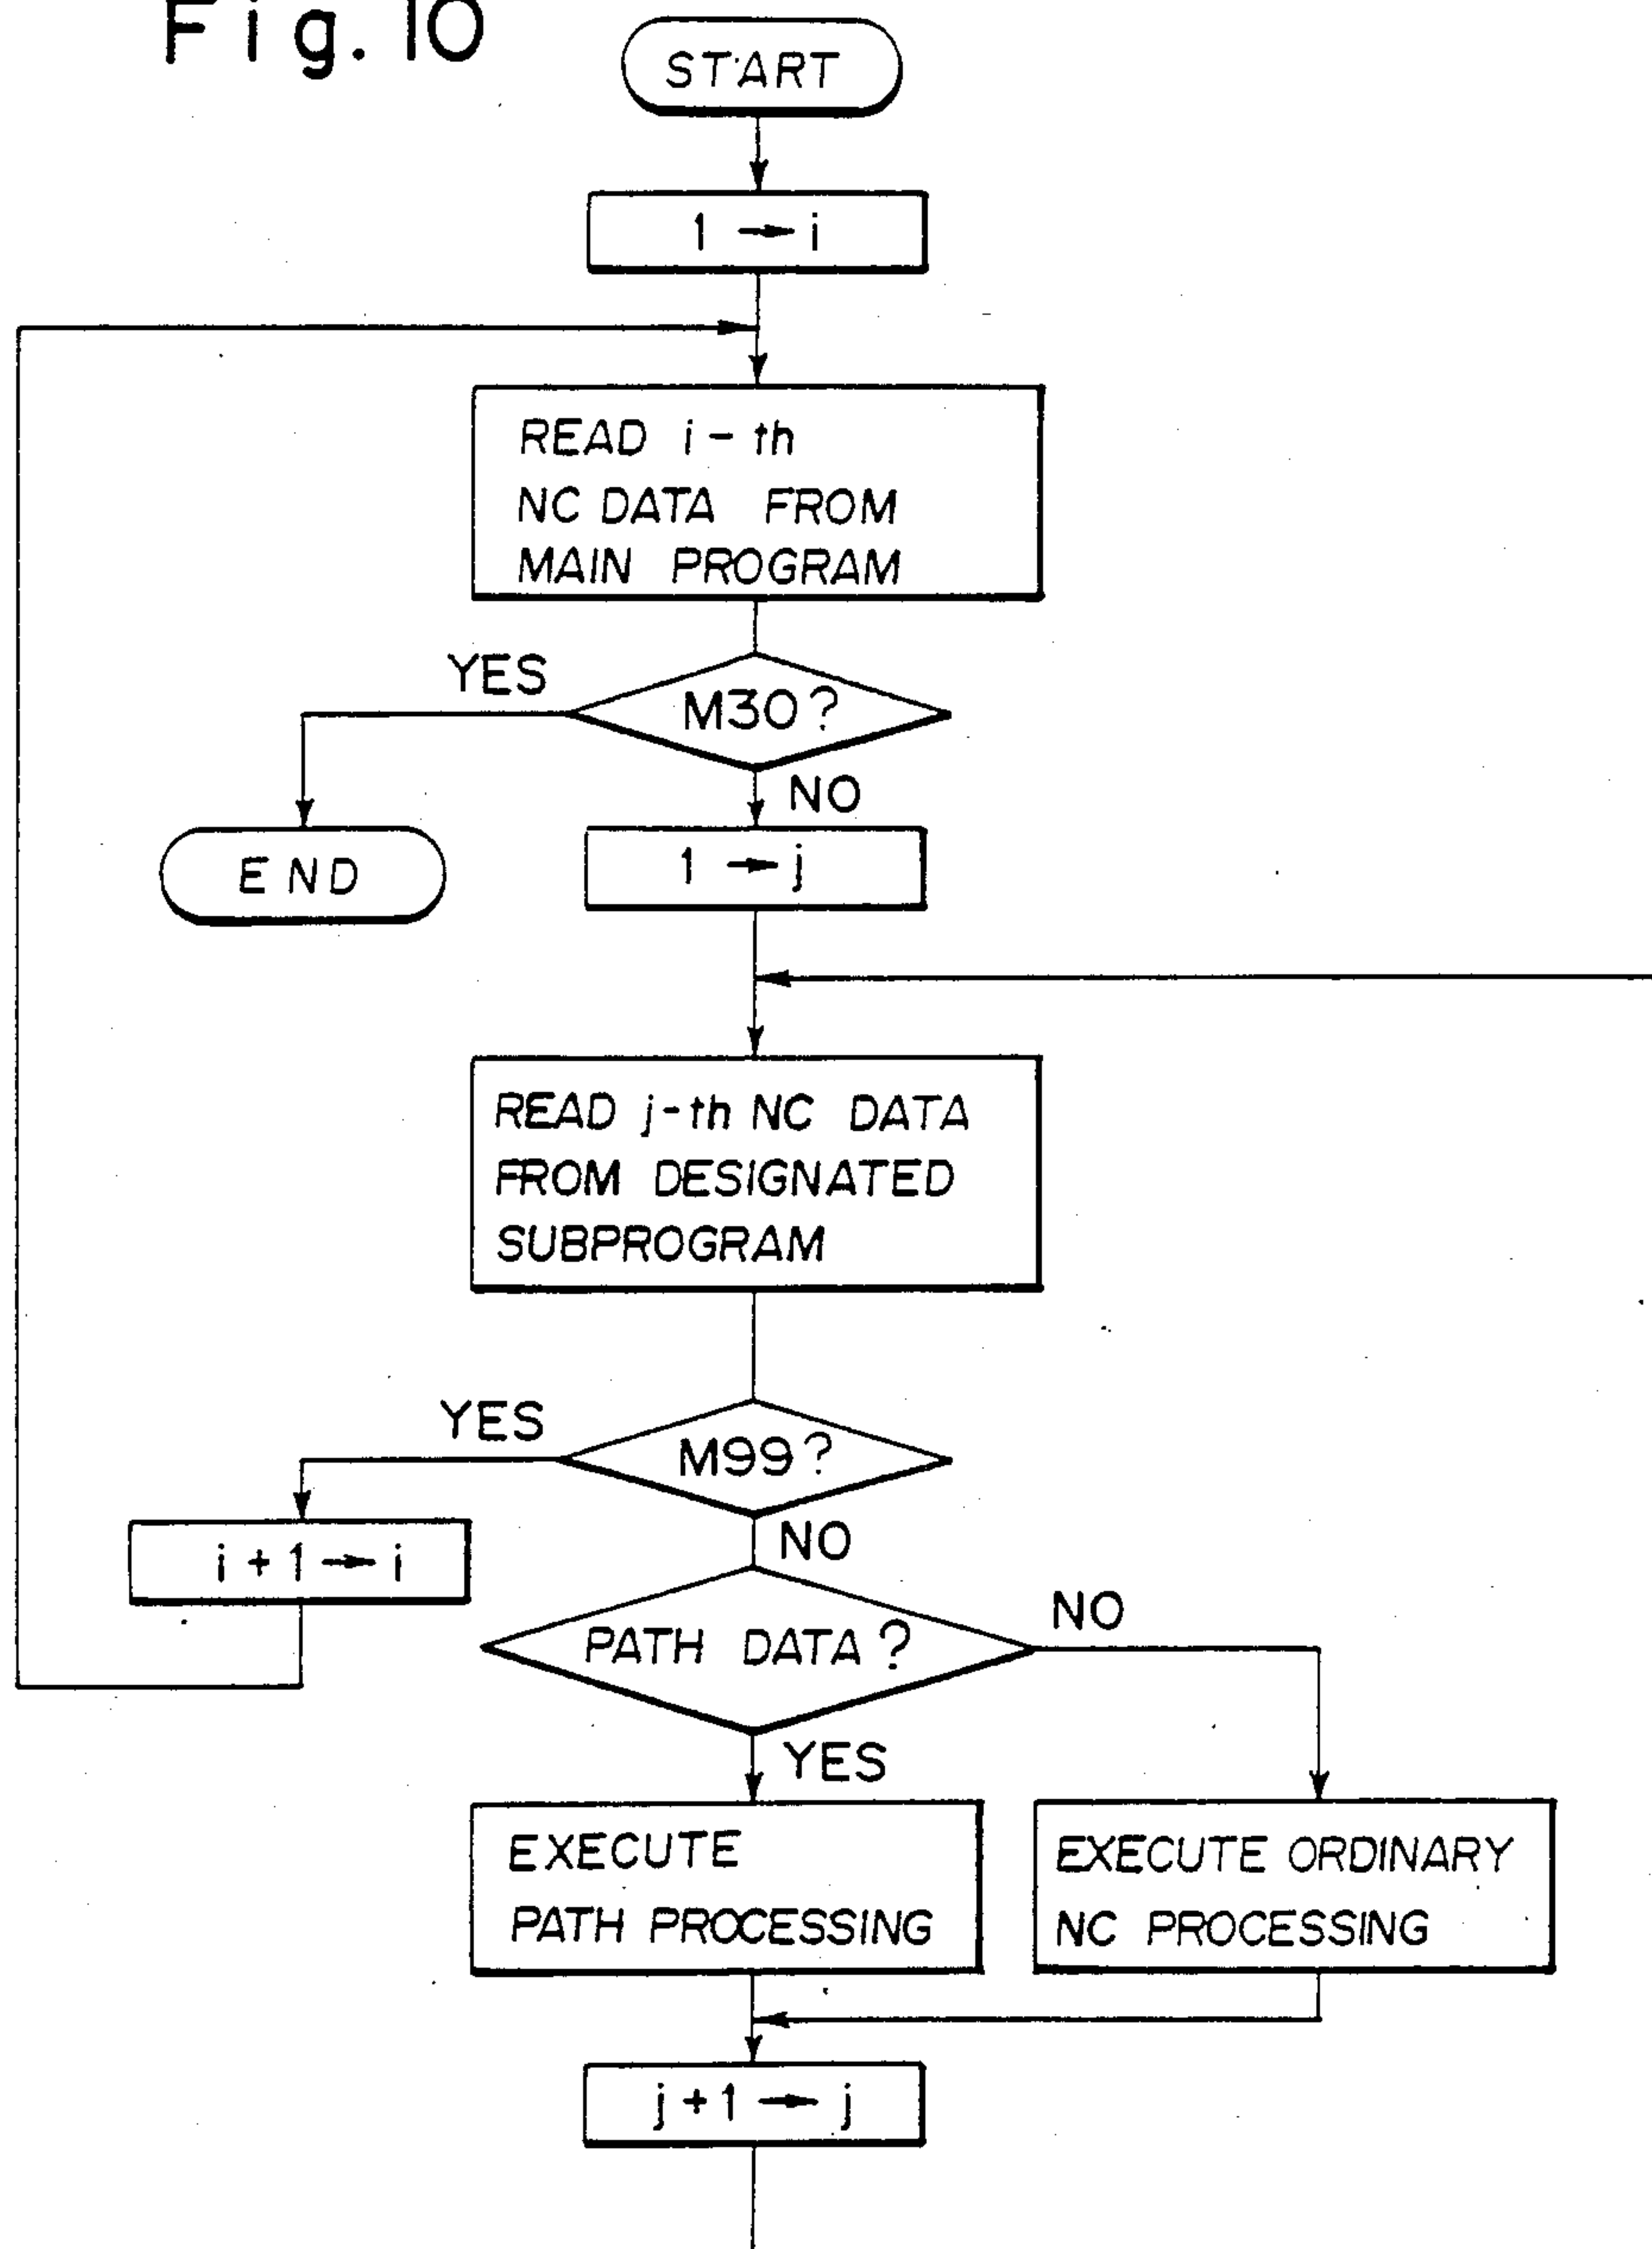 Fig. 10
START
1 → i
READ i-th
NC DATA FROM
MAIN PROGRAM
YES
M30?
NO
END
1 → j
READ j-th NC DATA
FROM DESIGNATED
SUBPROGRAM
YES
M99?
NO
i + 1 → i
PATH DATA?
NO
YES
EXECUTE
PATH PROCESSING
EXECUTE ORDINARY
NC PROCESSING
j + 1 → j